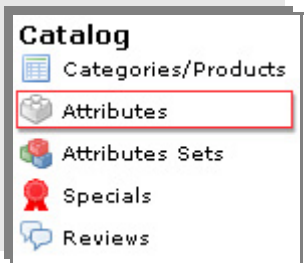 Catalog
Categories/Products
Attributes
Attributes Sets
Specials
Reviews